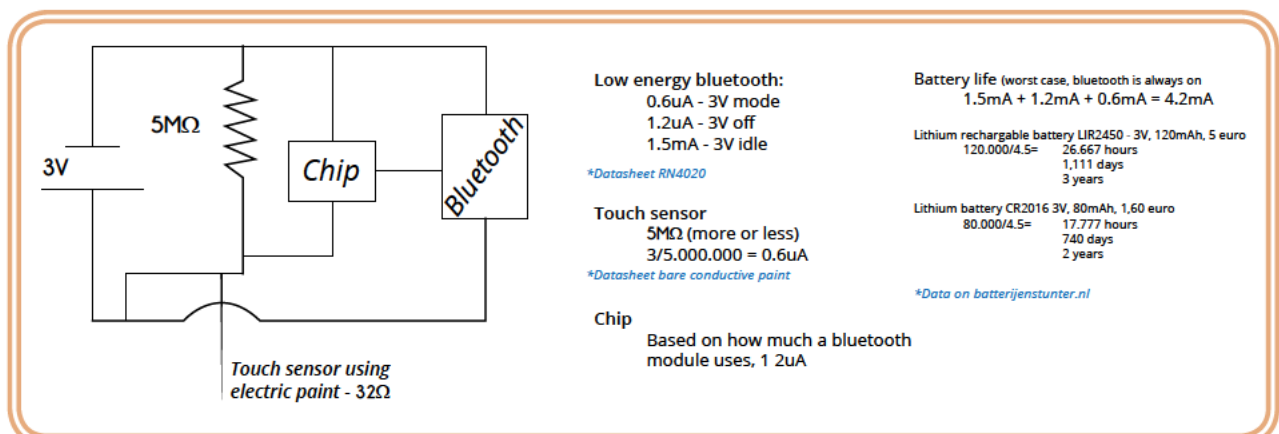 3V
5MΩ
Chip
Bluetooth
Touch sensor using
electric paint - 32Ω
Low energy bluetooth:
0.6uA - 3V mode
1.2uA - 3V off
1.5mA - 3V idle
*Datasheet RN4020
Touch sensor
5MΩ (more or less)
3/5.000.000 = 0.6uA
*Datasheet bare conductive paint
Chip
Based on how much a bluetooth
module uses, 1 2uA
Battery life (worst case, bluetooth is always on
1.5mA + 1.2mA + 0.6mA = 4.2mA
Lithium rechargable battery LIR2450 - 3V, 120mAh, 5 euro
120.000/4.5= 26.667 hours
1,111 days
3 years
Lithium battery CR2016 3V, 80mAh, 1,60 euro
80.000/4.5= 17.777 hours
740 days
2 years
*Data on batterijenstunter.nl